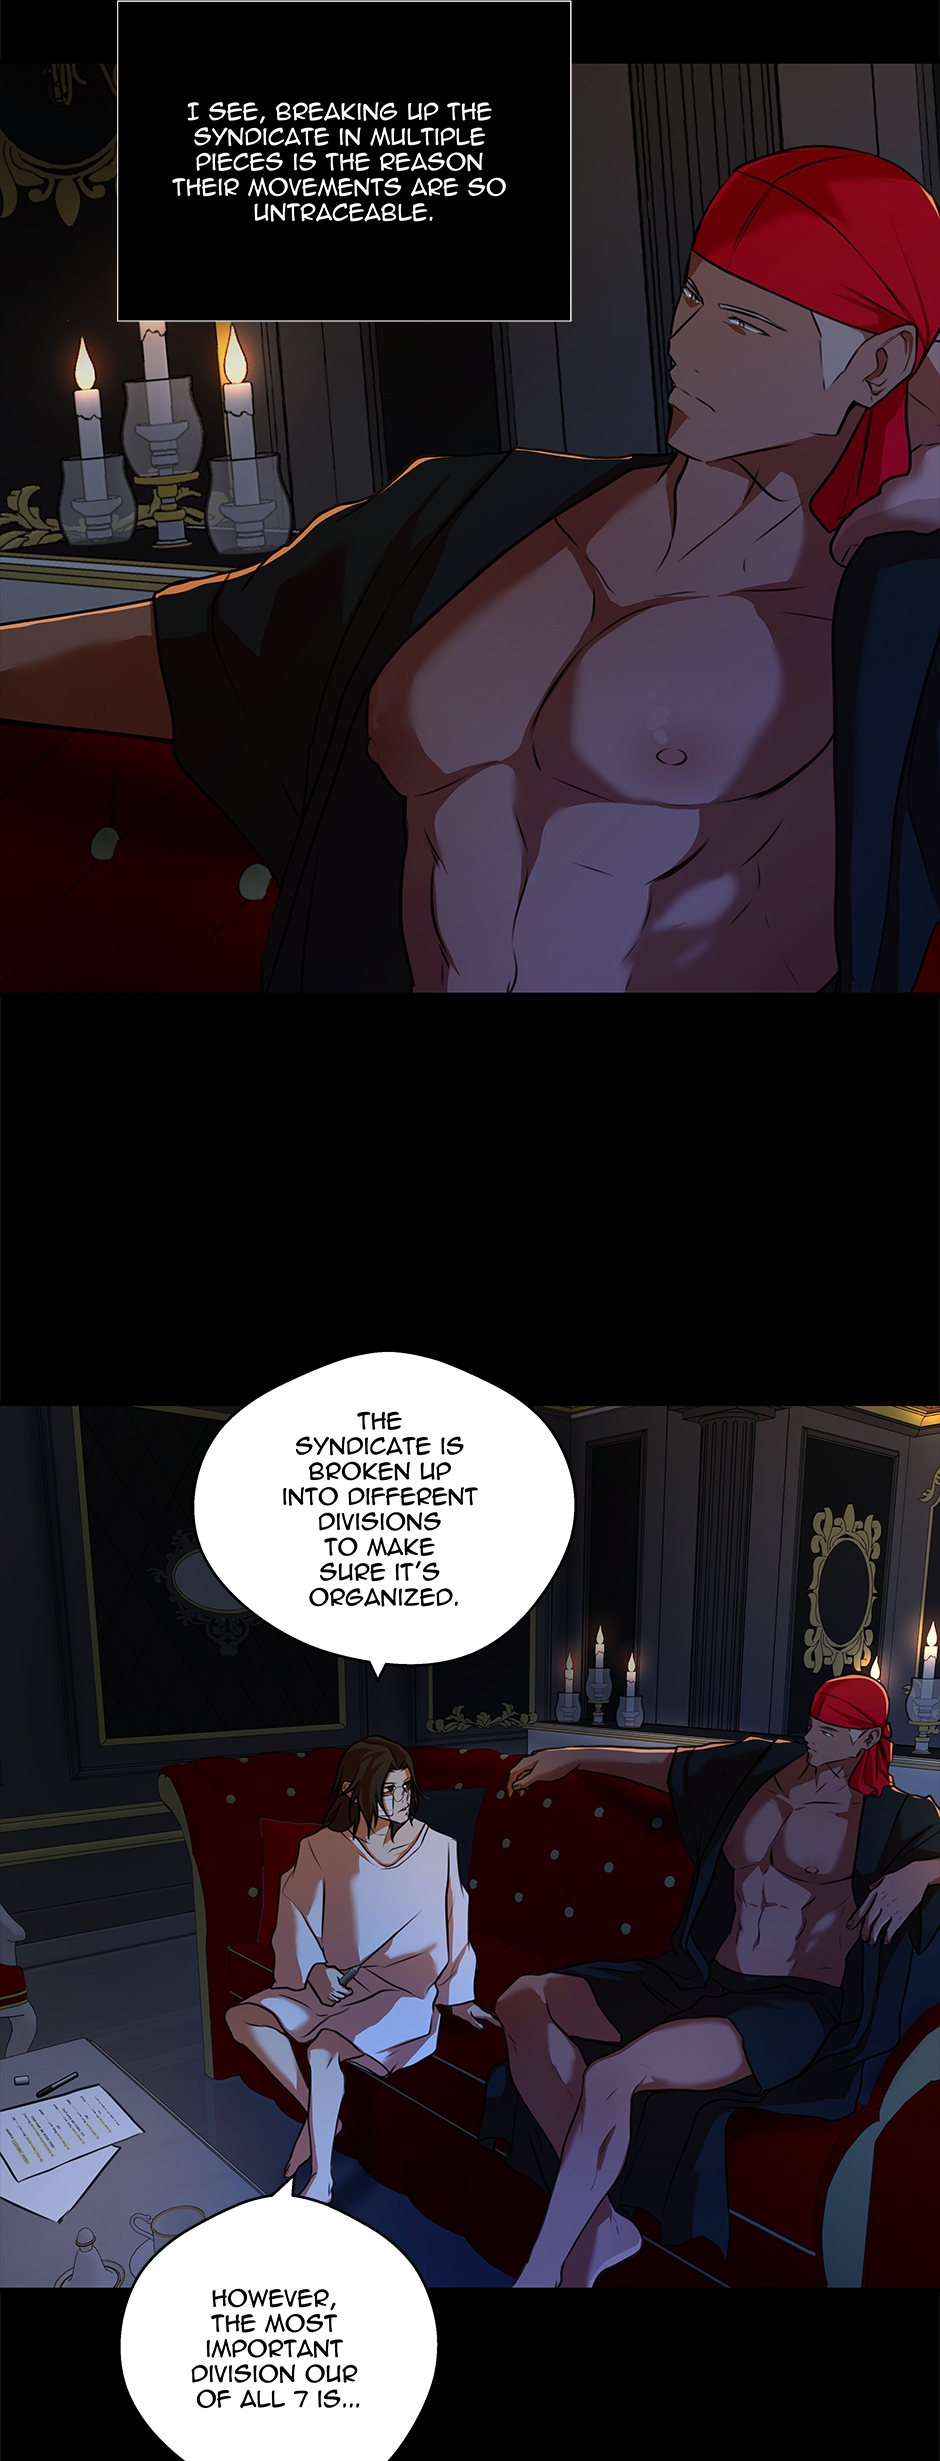 I SEE, BREAKING UP THE
SYNDICATE IN MULTIPLE
PIECES IS THE REASON
THEIR MOVEMENTS ARE SO
UNTRACEABLE.
THE
SYNDICATE IS
BROKEN UP
INTO DIFFERENT
DIVISIONS
TO MAKE
SURE IT'S
ORGANIZED.
HOWEVER,
THE MOST
IMPORTANT
DIVISION OUR
OF ALL 7 IS...